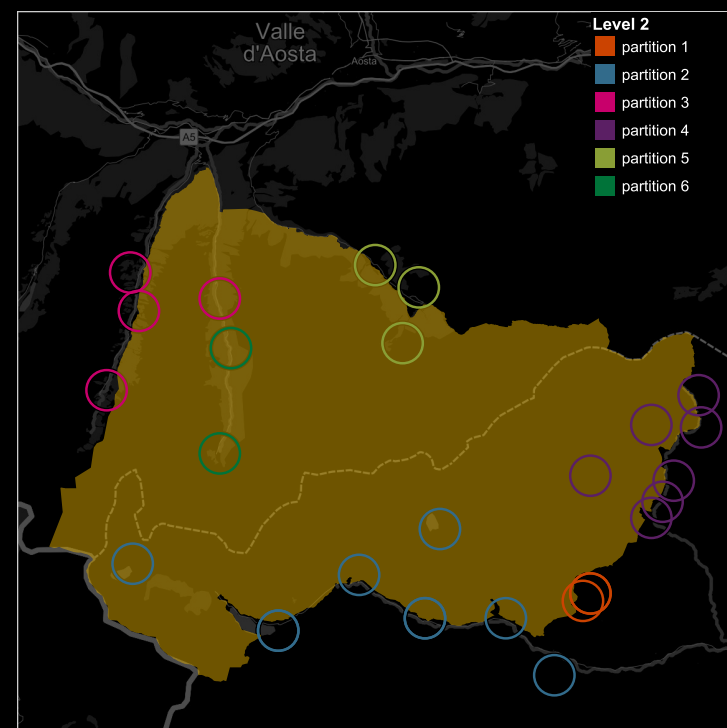 Valle
d'Aosta
Aosta
A5
Level 2
partition 1
partition 2
partition 3
partition 4
partition 5
partition 6